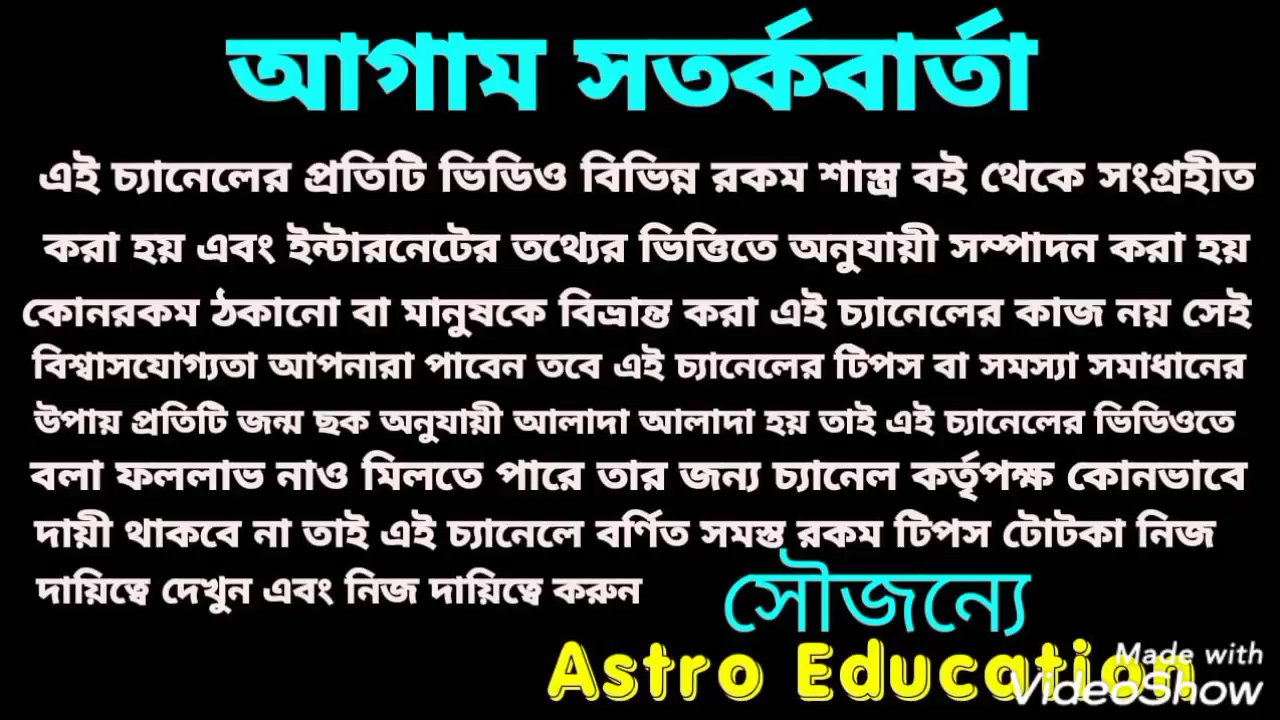 আগাম সতর্কবার্তা
এই চ্যানেলের প্রতিটি ভিডিও বিভিন্ন রকম শাস্ত্র বই থেকে সংগ্রহীত
করা হয় এবং ইন্টারনেটের তথ্যের ভিত্তিতে অনুযায়ী সম্পাদন করা হয়
কোনরকম ঠকানো বা মানুষকে বিভ্রান্ত করা এই চ্যানেলের কাজ নয় সেই
বিশ্বাসযোগ্যতা আপনারা পাবেন তবে এই চ্যানেলের টিপস বা সমস্যা সমাধানের
উপায় প্রতিটি জন্ম ছক অনুযায়ী আলাদা আলাদা হয় তাই এই চ্যানেলের ভিডিওতে
বলা ফললাভ নাও মিলতে পারে তার জন্য চ্যানেল কর্তৃপক্ষ কোনভাবে
দায়ী থাকবে না তাই এই চ্যানেলে বর্ণিত সমস্ত রকম টিপস টোটকা নিজ
দায়িত্বে দেখুন এবং নিজ দায়িত্বে করুন
সৌজন্যে
Astro Education
Made with
VideoShow